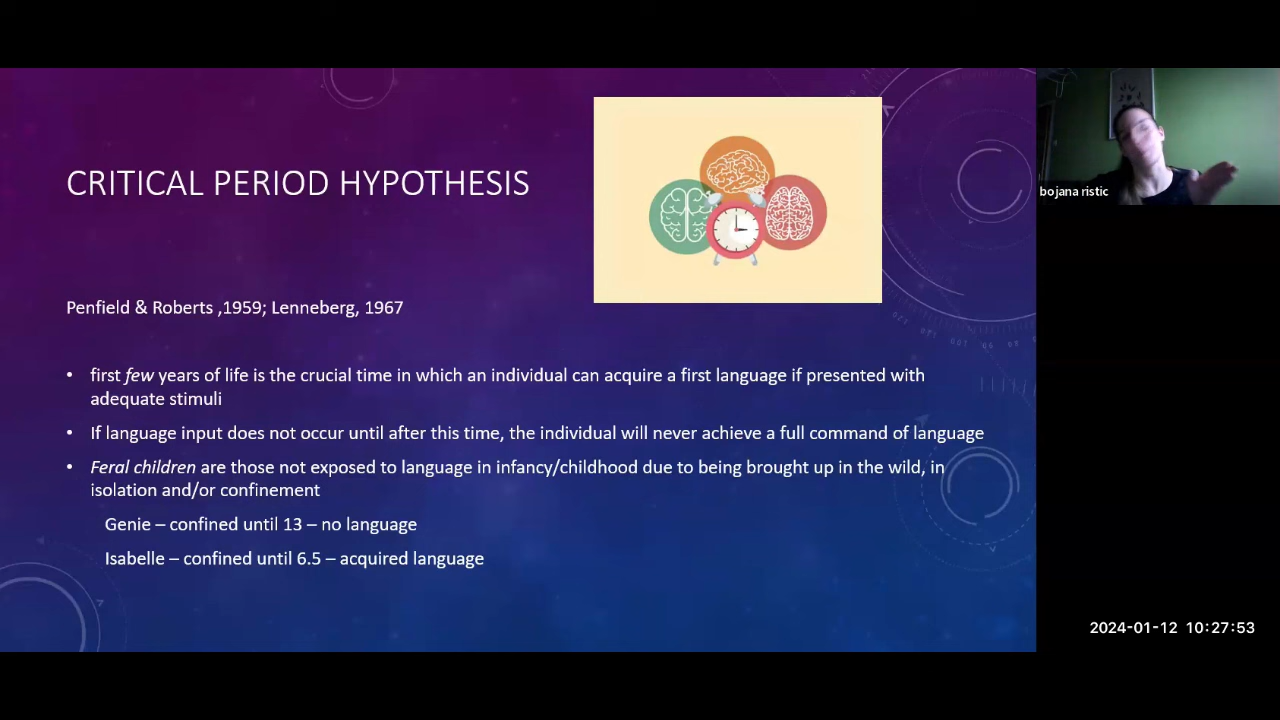 CRITICAL PERIOD HYPOTHESIS
bojana ristic
Penfield & Roberts ,1959; Lenneberg, 1967
• first few years of life is the crucial time in which an individual can acquire a first language if presented with
adequate stimuli
• If language input does not occur until after this time, the individual will never achieve a full command of language
• Feral children are those not exposed to language in infancy/childhood due to being brought up in the wild, in
isolation and/or confinement
Genie – confined until 13 – no language
Isabelle – confined until 6.5 – acquired language
2024-01-12 10:27:53